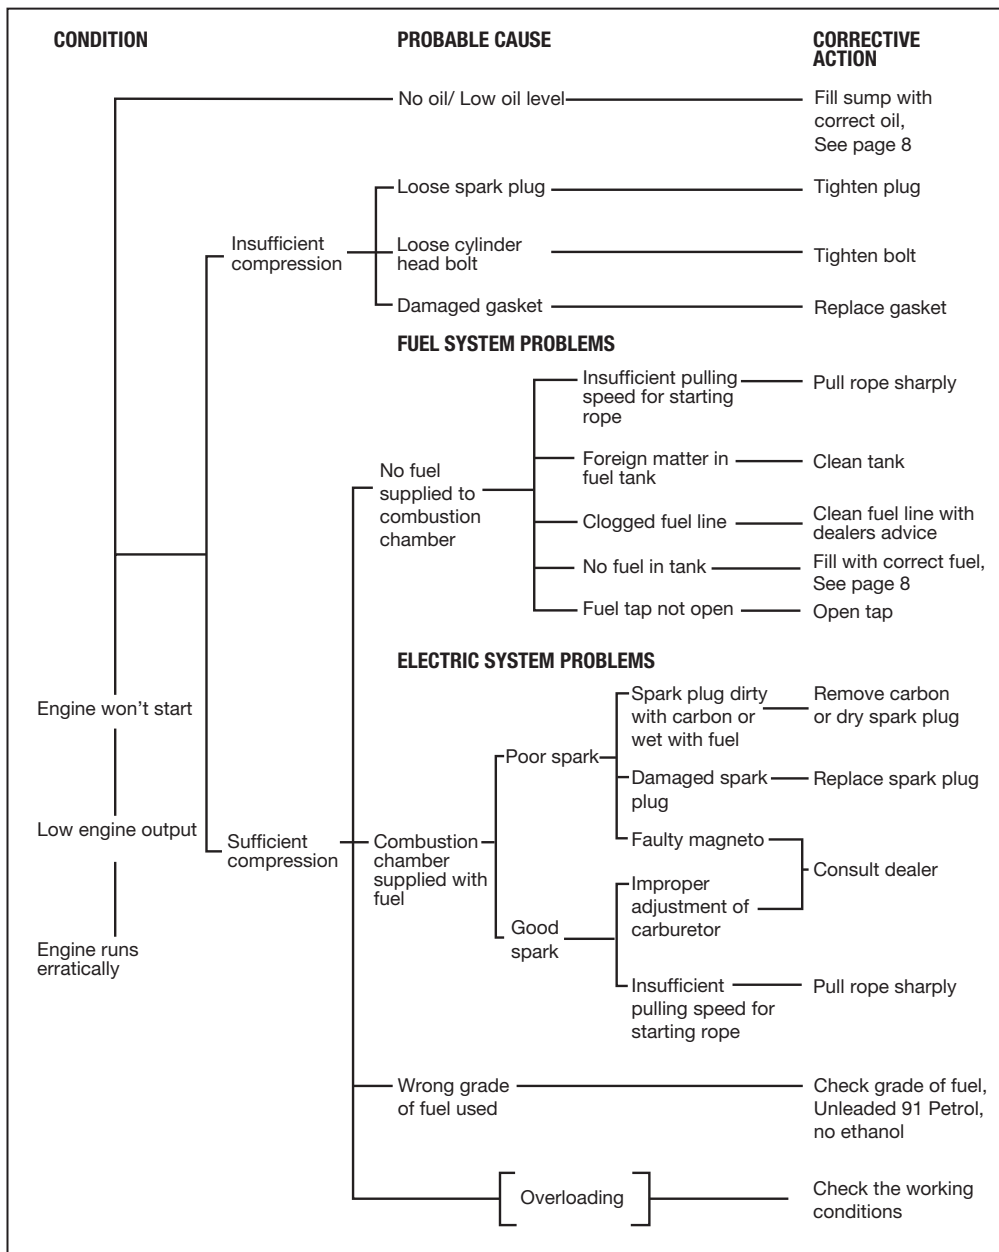 CONDITION
PROBABLE CAUSE
CORRECTIVE
ACTION
No oil/ Low oil level
Fill sump with
correct oil,
See page 8
Insufficient
compression
Loose spark plug
Tighten plug
Loose cylinder
head bolt
Tighten bolt
Damaged gasket
Replace gasket
FUEL SYSTEM PROBLEMS
No fuel
supplied to
combustion
chamber
Insufficient pulling
speed for starting
rope
Pull rope sharply
Foreign matter in
fuel tank
Clean tank
Clogged fuel line
Clean fuel line with
dealers advice
No fuel in tank
Fill with correct fuel,
See page 8
Fuel tap not open
Open tap
ELECTRIC SYSTEM PROBLEMS
Engine won’t start
Low engine output
Engine runs
erratically
Sufficient
compression
Combustion
chamber
supplied with
fuel
Poor spark
Spark plug dirty
with carbon or
wet with fuel
Remove carbon
or dry spark plug
Damaged spark
plug
Replace spark plug
Faulty magneto
Consult dealer
Good
spark
Improper
adjustment of
carburetor
Insufficient
pulling speed for
starting rope
Pull rope sharply
Wrong grade
of fuel used
Check grade of fuel,
Unleaded 91 Petrol,
no ethanol
Overloading
Check the working
conditions